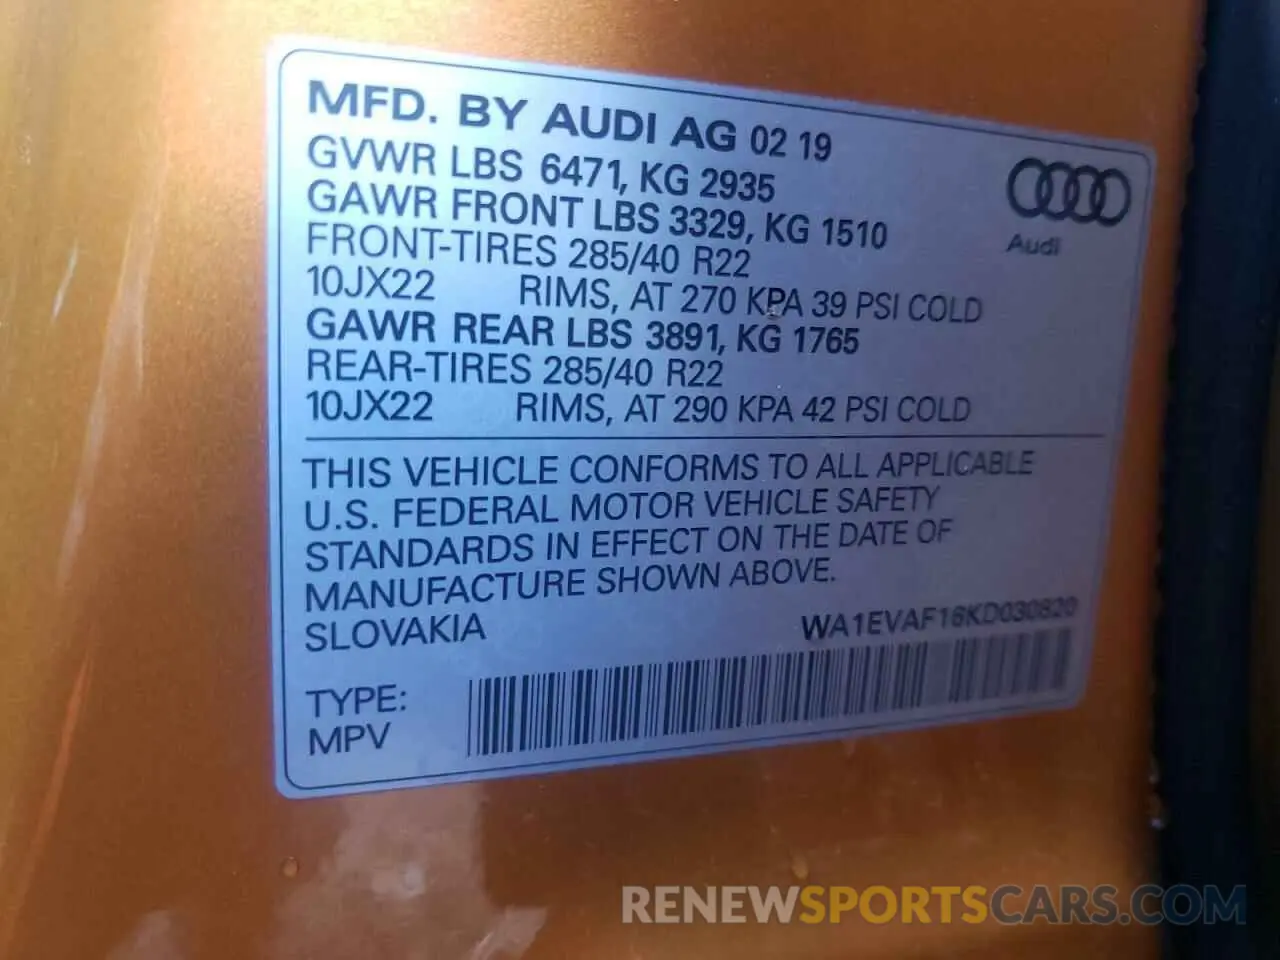 MFD. BY AUDI AG 02 19
GVWR LBS 6471, KG 2935
GAWR FRONT LBS 3329, KG 1510
FRONT-TIRES 285/40 R22
10JX22 RIMS, AT 270 KPA 39 PSI COLD
GAWR REAR LBS 3891, KG 1765
REAR-TIRES 285/40 R22
10JX22 RIMS, AT 290 KPA 42 PSI COLD
Audi
THIS VEHICLE CONFORMS TO ALL APPLICABLE
U.S. FEDERAL MOTOR VEHICLE SAFETY
STANDARDS IN EFFECT ON THE DATE OF
MANUFACTURE SHOWN ABOVE.
SLOVAKIA WA1EVAF16KD030820
TYPE:
MPV
RENEWSPORTSCARS.COM